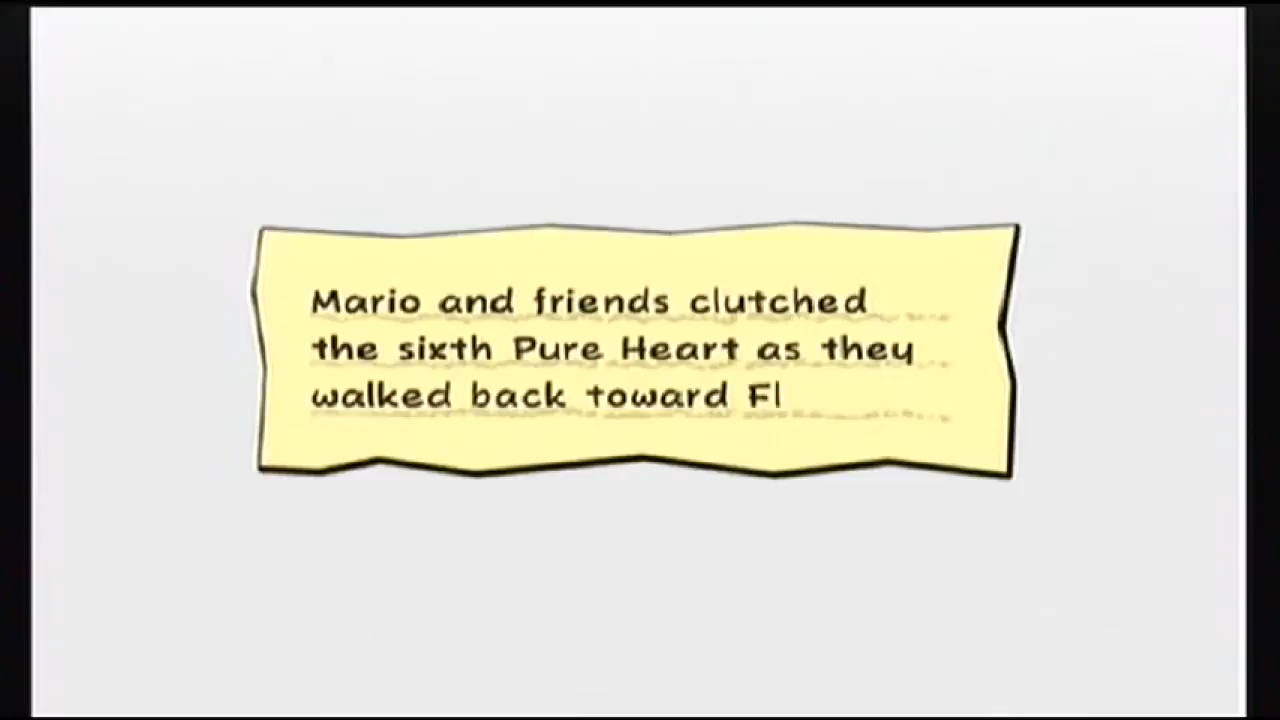 Mario and friends clutched
the sixth Pure Heart as they
walked back toward Fl